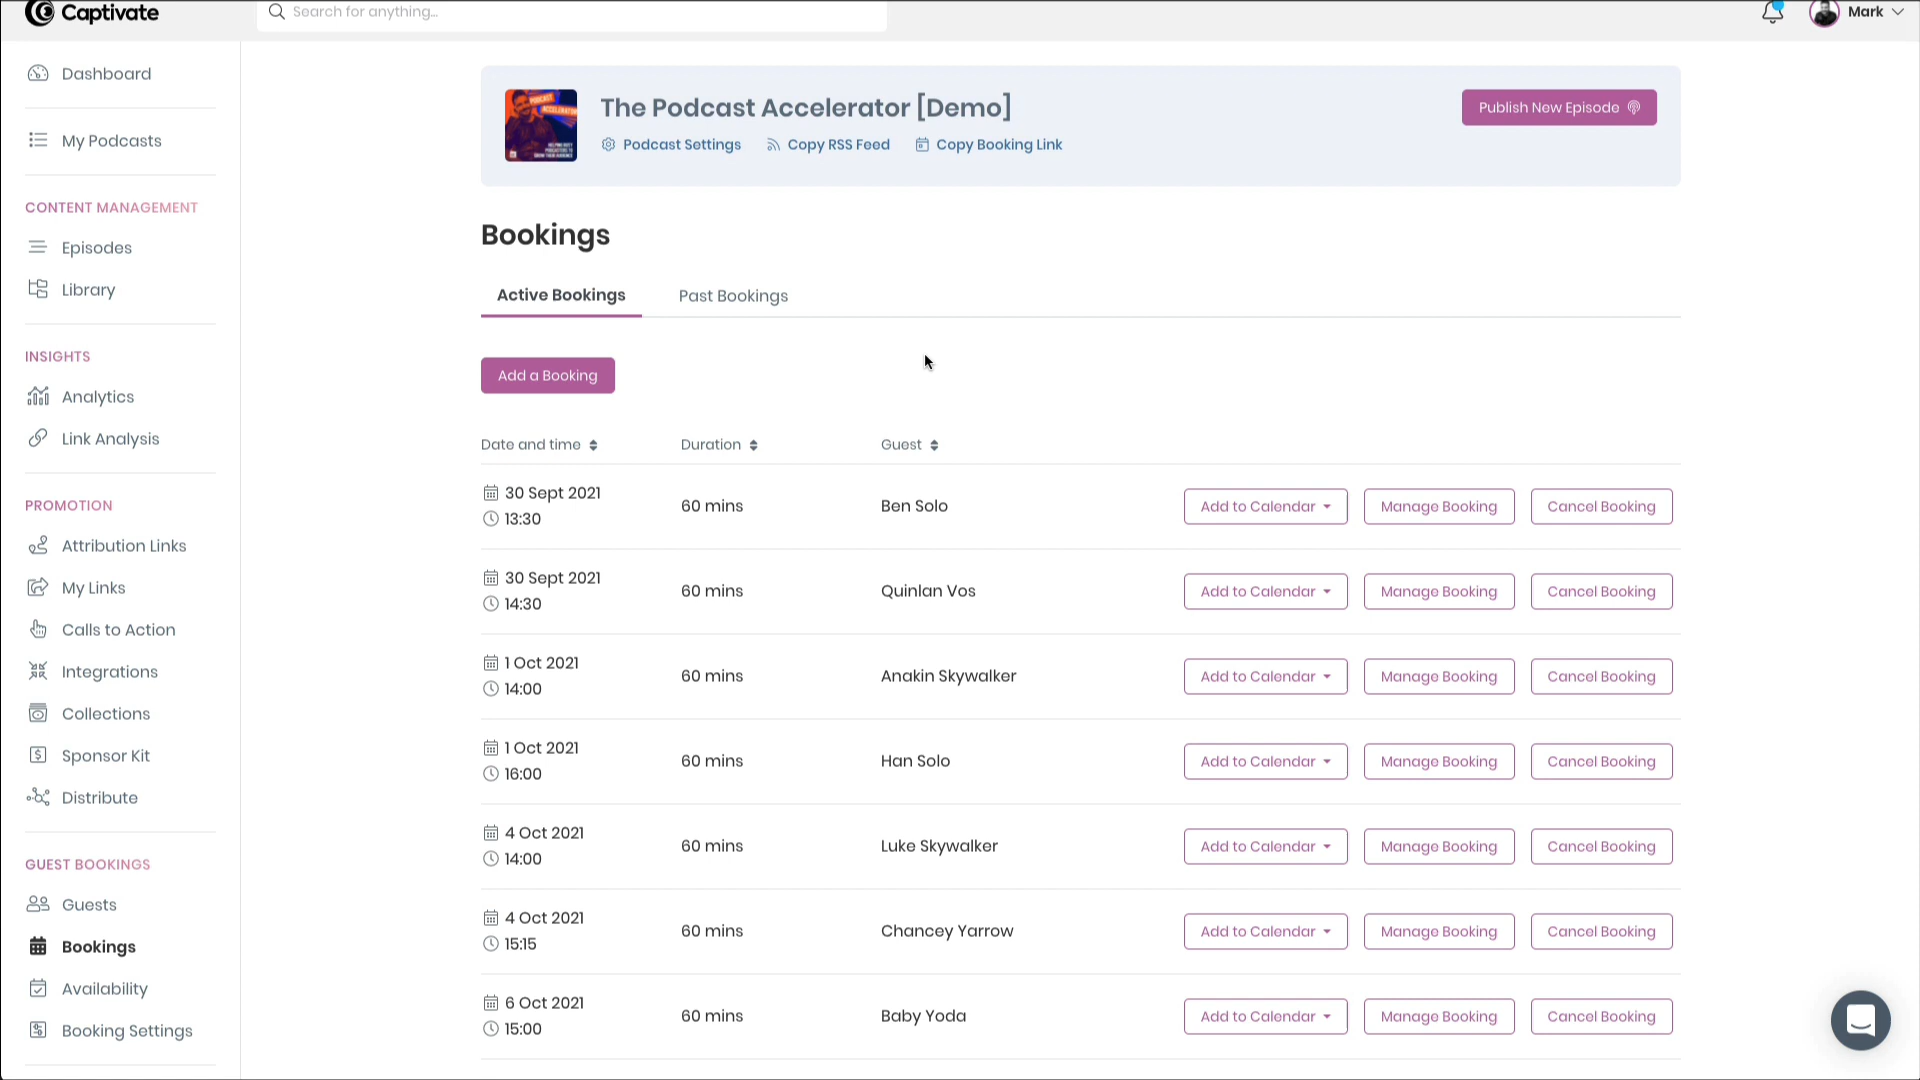 Captivate
Search for anything...
Mark
Dashboard
My Podcasts
CONTENT MANAGEMENT
Episodes
Library
INSIGHTS
Analytics
Link Analysis
PROMOTION
Attribution Links
My Links
Calls to Action
Integrations
Collections
Sponsor Kit
Distribute
GUEST BOOKINGS
Guests
Bookings
Availability
Booking Settings
PODCAST
ACCELERATOR
The Podcast Accelerator [Demo]
Publish New Episode
Podcast Settings Copy RSS Feed Copy Booking Link
Bookings
Active Bookings Past Bookings
Add a Booking
Date and time Duration Guest
30 Sept 2021
13:30
60 mins Ben Solo Add to Calendar Manage Booking Cancel Booking
30 Sept 2021
14:30
60 mins Quinlan Vos Add to Calendar Manage Booking Cancel Booking
1 Oct 2021
14:00
60 mins Anakin Skywalker Add to Calendar Manage Booking Cancel Booking
1 Oct 2021
16:00
60 mins Han Solo Add to Calendar Manage Booking Cancel Booking
4 Oct 2021
14:00
60 mins Luke Skywalker Add to Calendar Manage Booking Cancel Booking
4 Oct 2021
15:15
60 mins Chancey Yarrow Add to Calendar Manage Booking Cancel Booking
6 Oct 2021
15:00
60 mins Baby Yoda Add to Calendar Manage Booking Cancel Booking